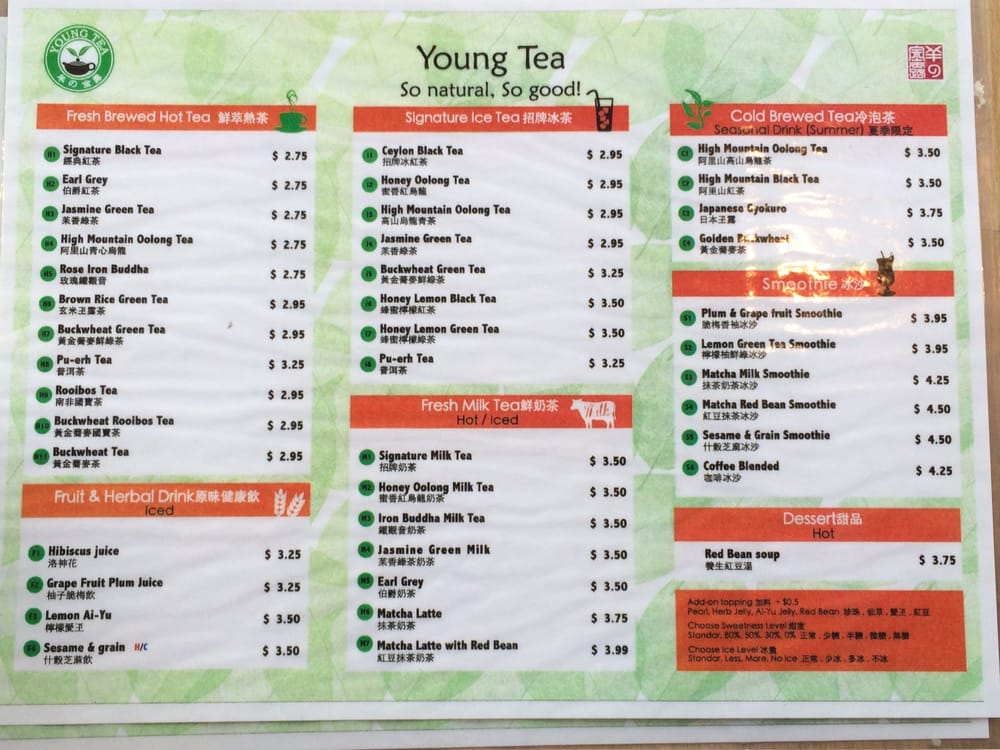 YOUNG TEA
羊の金露
Young Tea
So natural, So good!
羊の金露
Fresh Brewed Hot Tea 鮮萃熱茶
H1 Signature Black Tea $ 2.75
經典紅茶
H2 Earl Grey $ 2.75
伯爵紅茶
H3 Jasmine Green Tea $ 2.75
茉香綠茶
H4 High Mountain Oolong Tea $ 2.75
阿里山青心烏龍
H5 Rose Iron Buddha $ 2.75
玫瑰鐵觀音
H6 Brown Rice Green Tea $ 2.95
玄米玉露茶
H7 Buckwheat Green Tea $ 2.95
黃金蕎麥鮮綠茶
H8 Pu-erh Tea $ 3.25
普洱茶
H9 Rooibos Tea $ 2.95
南非國寶茶
H10 Buckwheat Rooibos Tea $ 2.95
黃金蕎麥國寶茶
H11 Buckwheat Tea $ 2.95
黃金蕎麥茶
Fruit & Herbal Drink原味健康飲
Iced
F1 Hibiscus juice $ 3.25
洛神花
F2 Grape Fruit Plum Juice $ 3.25
柚子脆梅飲
F3 Lemon Ai-Yu $ 3.50
檸檬愛玉
F4 Sesame & grain H/C $ 3.50
什穀芝麻飲
Signature Ice Tea 招牌冰茶
I1 Ceylon Black Tea $ 2.95
招牌冰紅茶
I2 Honey Oolong Tea $ 2.95
蜜香紅烏龍
I3 High Mountain Oolong Tea $ 2.95
高山烏龍青茶
I4 Jasmine Green Tea $ 2.95
茉香綠茶
I5 Buckwheat Green Tea $ 3.25
黃金蕎麥鮮綠茶
I6 Honey Lemon Black Tea $ 3.50
蜂蜜檸檬紅茶
I7 Honey Lemon Green Tea $ 3.50
蜂蜜檸檬綠茶
I8 Pu-erh Tea $ 3.25
普洱茶
Fresh Milk Tea鮮奶茶
Hot / Iced
M1 Signature Milk Tea $ 3.50
招牌奶茶
M2 Honey Oolong Milk Tea $ 3.50
蜜香紅烏龍奶茶
M3 Iron Buddha Milk Tea $ 3.50
鐵觀音奶茶
M4 Jasmine Green Milk $ 3.50
茉香綠茶奶茶
M5 Earl Grey $ 3.50
伯爵奶茶
M6 Matcha Latte $ 3.75
抹茶奶茶
M7 Matcha Latte with Red Bean $ 3.99
紅豆抹茶奶茶
Cold Brewed Tea冷泡茶
Seasonal Drink (Summer) 夏季限定
C1 High Mountain Oolong Tea $ 3.50
阿里山高山烏龍茶
C2 High Mountain Black Tea $ 3.50
阿里山紅茶
C3 Japanese Gyokuro $ 3.75
日本玉露
C4 Golden Buckwheat $ 3.50
黃金蕎麥茶
Smoothie 冰沙
S1 Plum & Grape fruit Smoothie $ 3.95
脆梅香柚冰沙
S2 Lemon Green Tea Smoothie $ 3.95
檸檬柚鮮綠冰沙
S3 Matcha Milk Smoothie $ 4.25
抹茶奶茶冰沙
S4 Matcha Red Bean Smoothie $ 4.50
紅豆抹茶冰沙
S5 Sesame & Grain Smoothie $ 4.50
什穀芝麻冰沙
S6 Coffee Blended $ 4.25
咖啡冰沙
Dessert甜品
Hot
Red Bean soup $ 3.75
養生紅豆湯
Add-on topping 加料 + $0.5
Pearl, Herb Jelly, Ai-Yu Jelly, Red Bean 珍珠 , 仙草 , 愛玉 , 紅豆
Choose Sweetness Level 甜度
Standar, 80%, 50%, 30%, 0% 正常 , 少糖 , 半糖 , 微糖 , 無糖
Choose Ice Level 冰量
Standar, Less, More, No Ice 正常 , 少冰 , 多冰 , 不冰